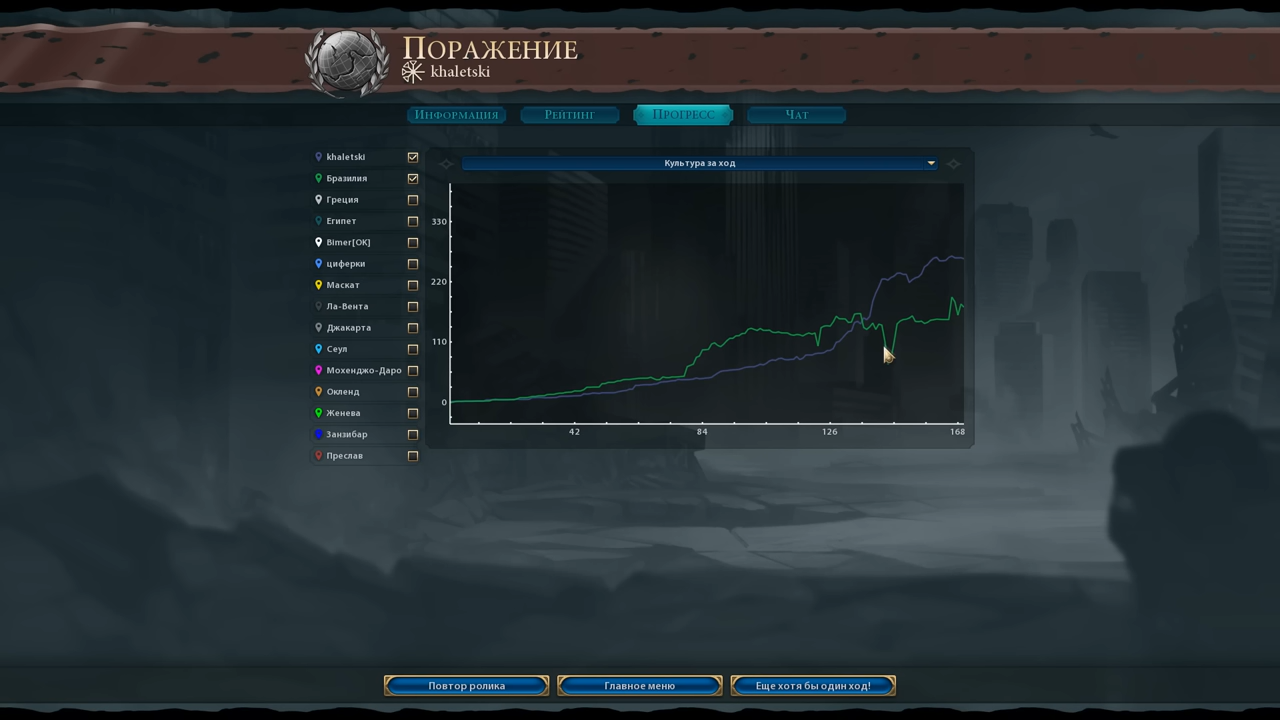 Поражение
khaletski
Информация
Рейтинг
Прогресс
Чат
khaletski
Бразилия
Греция
Египет
Bimer[OK]
циферки
Маскат
Ла-Вента
Джакарта
Сеул
Мохенджо-Даро
Окленд
Женева
Занзибар
Преслав
Культура за ход
330
220
110
0
42
84
126
168
Повтор ролика
Главное меню
Еще хотя бы один ход!